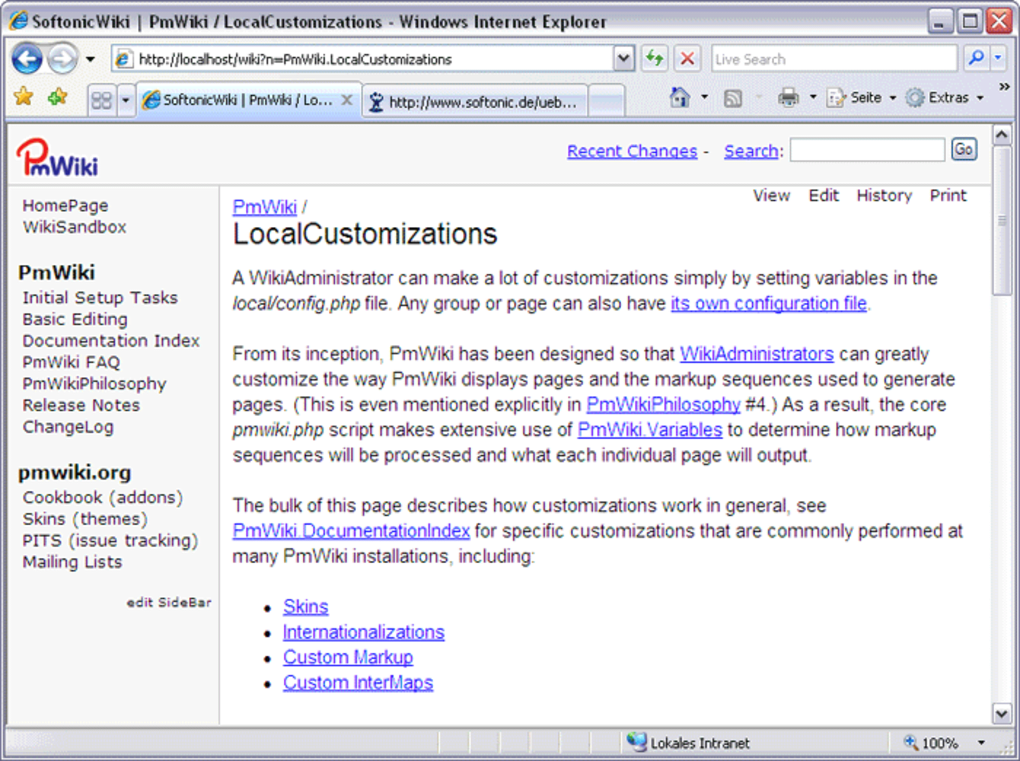 SoftonicWiki | PmWiki / LocalCustomizations - Windows Internet Explorer
http://localhost/wiki?n=PmWiki.LocalCustomizations
Live Search
SoftonicWiki | PmWiki / Lo...
http://www.softonic.de/ueb...
Seite
Extras
PmWiki
Recent Changes - Search: Go
View Edit History Print
HomePage
WikiSandbox
PmWiki
Initial Setup Tasks
Basic Editing
Documentation Index
PmWiki FAQ
PmWikiPhilosophy
Release Notes
ChangeLog
pmwiki.org
Cookbook (addons)
Skins (themes)
PITS (issue tracking)
Mailing Lists
edit SideBar
PmWiki /
LocalCustomizations
A WikiAdministrator can make a lot of customizations simply by setting variables in the
local/config.php file. Any group or page can also have its own configuration file.
From its inception, PmWiki has been designed so that WikiAdministrators can greatly
customize the way PmWiki displays pages and the markup sequences used to generate
pages. (This is even mentioned explicitly in PmWikiPhilosophy #4.) As a result, the core
pmwiki.php script makes extensive use of PmWiki.Variables to determine how markup
sequences will be processed and what each individual page will output.
The bulk of this page describes how customizations work in general, see
PmWiki.DocumentationIndex for specific customizations that are commonly performed at
many PmWiki installations, including:
• Skins
• Internationalizations
• Custom Markup
• Custom InterMaps
Lokales Intranet
100%